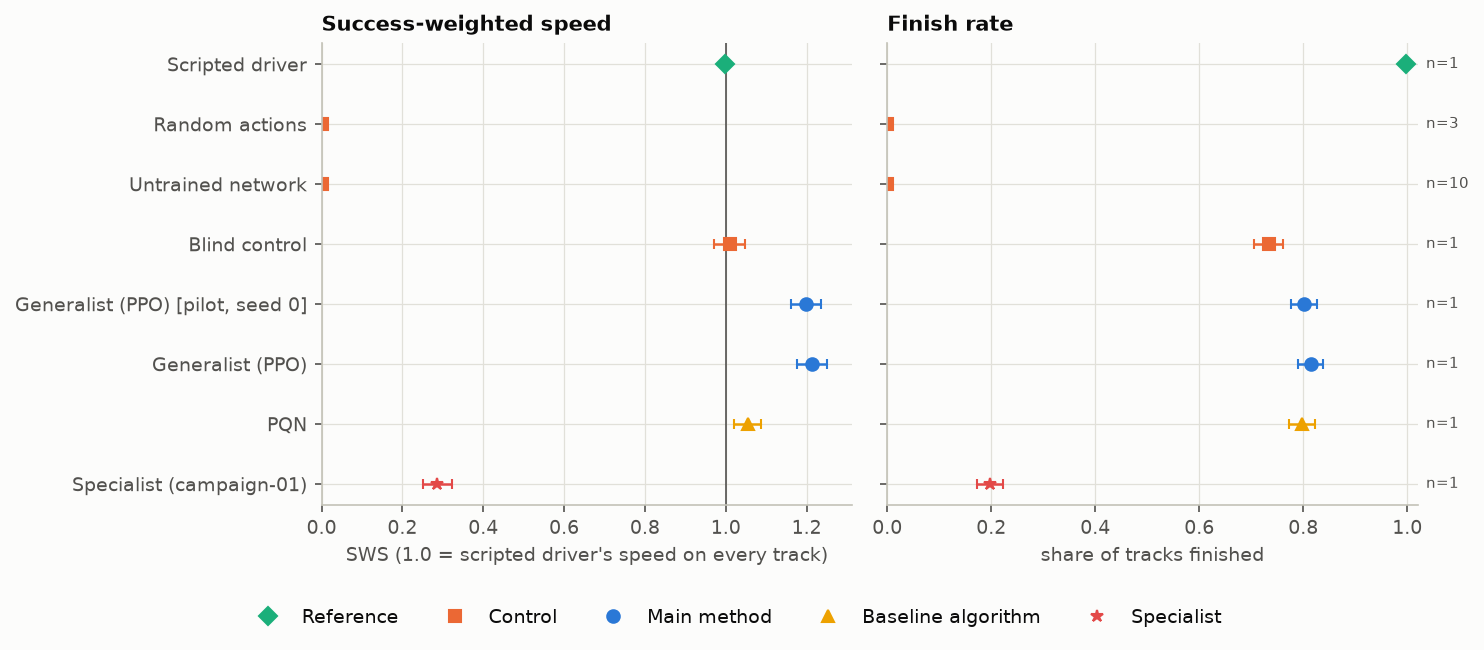 Success-weighted speed
Finish rate
Scripted driver
n=1
Random actions
n=3
Untrained network
n=10
Blind control
n=1
Generalist (PPO) [pilot, seed 0]
n=1
Generalist (PPO)
n=1
PQN
n=1
Specialist (campaign-01)
n=1
0.0 0.2 0.4 0.6 0.8 1.0 1.2
0.0 0.2 0.4 0.6 0.8 1.0
SWS (1.0 = scripted driver's speed on every track)
share of tracks finished
Reference Control Main method Baseline algorithm Specialist